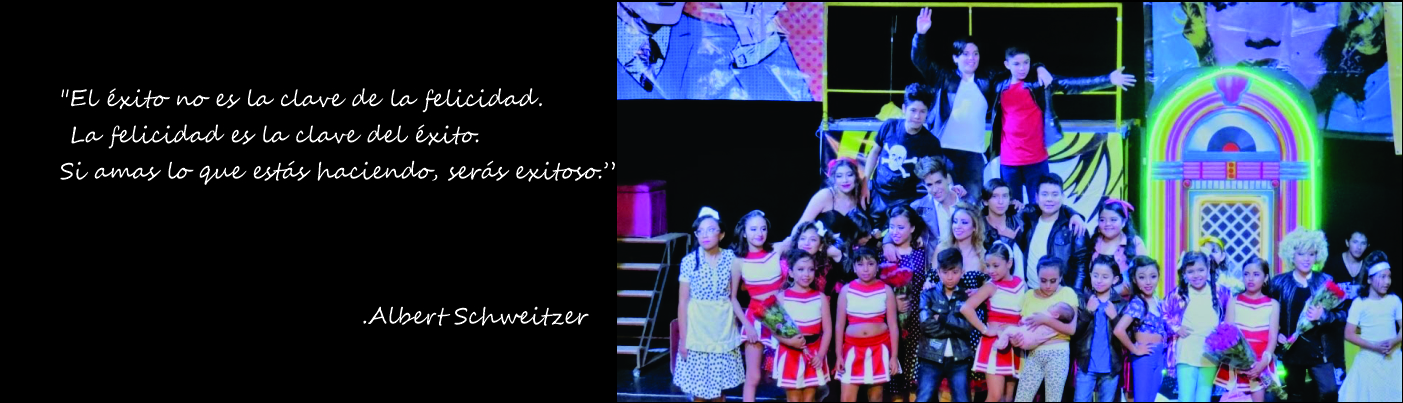 "El éxito no es la clave de la felicidad.
La felicidad es la clave del éxito.
Si amas lo que estás haciendo, serás exitoso.”
.Albert Schweitzer